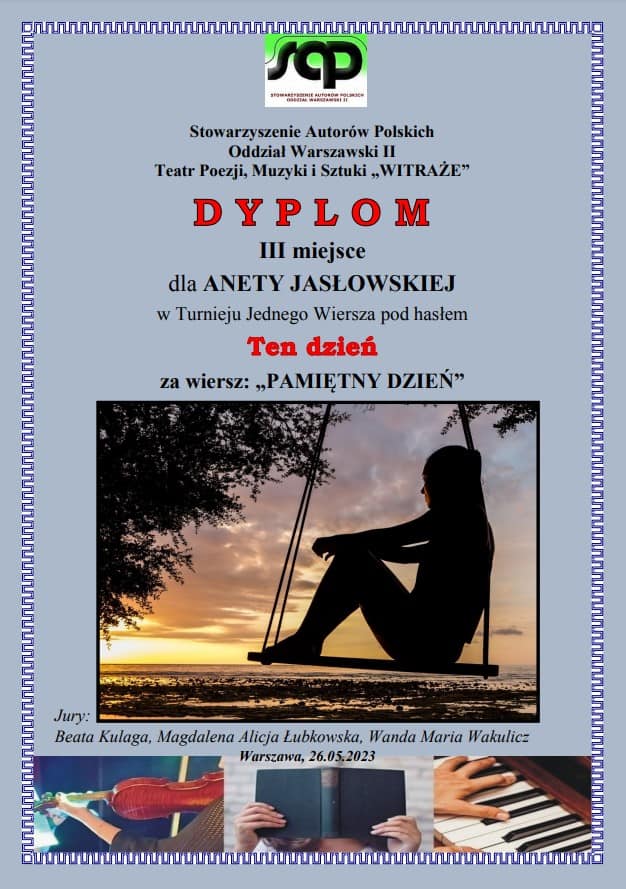 sap
STOWARZYSZENIE AUTORÓW POLSKICH
ODDZIAŁ WARSZAWSKI II
Stowarzyszenie Autorów Polskich
Oddział Warszawski II
Teatr Poezji, Muzyki i Sztuki „WITRAŻE”
DYPLOM
III miejsce
dla ANETY JASŁOWSKIEJ
w Turnieju Jednego Wiersza pod hasłem
Ten dzień
za wiersz: „PAMIĘTNY DZIEŃ”
Jury:
Beata Kulaga, Magdalena Alicja Łubkowska, Wanda Maria Wakulicz
Warszawa, 26.05.2023